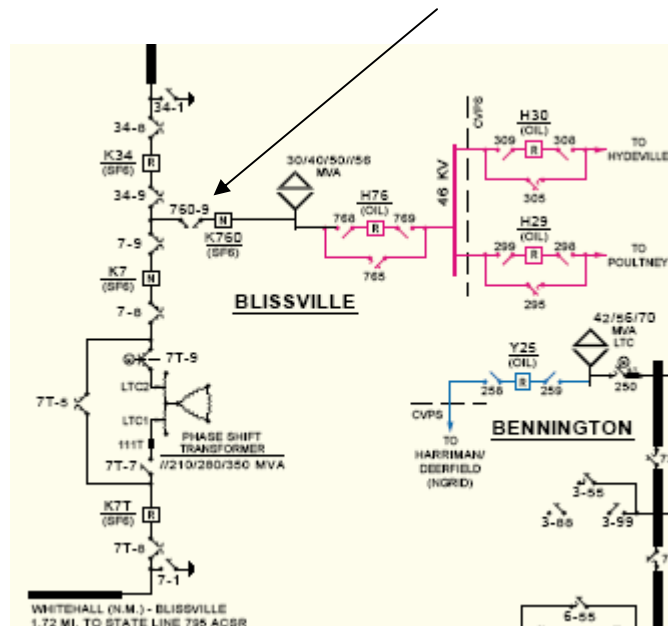 34-1
34-8
K34
(SF6)
R
34-9
760-9
N
K760
(SF6)
30/40/50//56
MVA
H76
(OIL)
768
R
769
765
46 KV
CVPS
H30
(OIL)
309
R
308
305
TO
HYDEVILLE
H29
(OIL)
299
R
298
295
TO
POULTNEY
7-9
K7
(SF6)
N
7-8
BLISSVILLE
7T-9
7T-5
LTC2
LTC1
111T
PHASE SHIFT
TRANSFORMER
//210/280/350 MVA
7T-7
K7T
(SF6)
R
7T-8
7-1
WHITEHALL (N.M.) - BLISSVILLE
1.72 MI. TO STATE LINE 795 ACSR
42/56/70
MVA
LTC
Y25
(OIL)
258
R
259
250
CVPS
TO
HARRIMAN/
DEERFIELD
(NGRID)
BENNINGTON
3-55
3-88
3-99
6-55